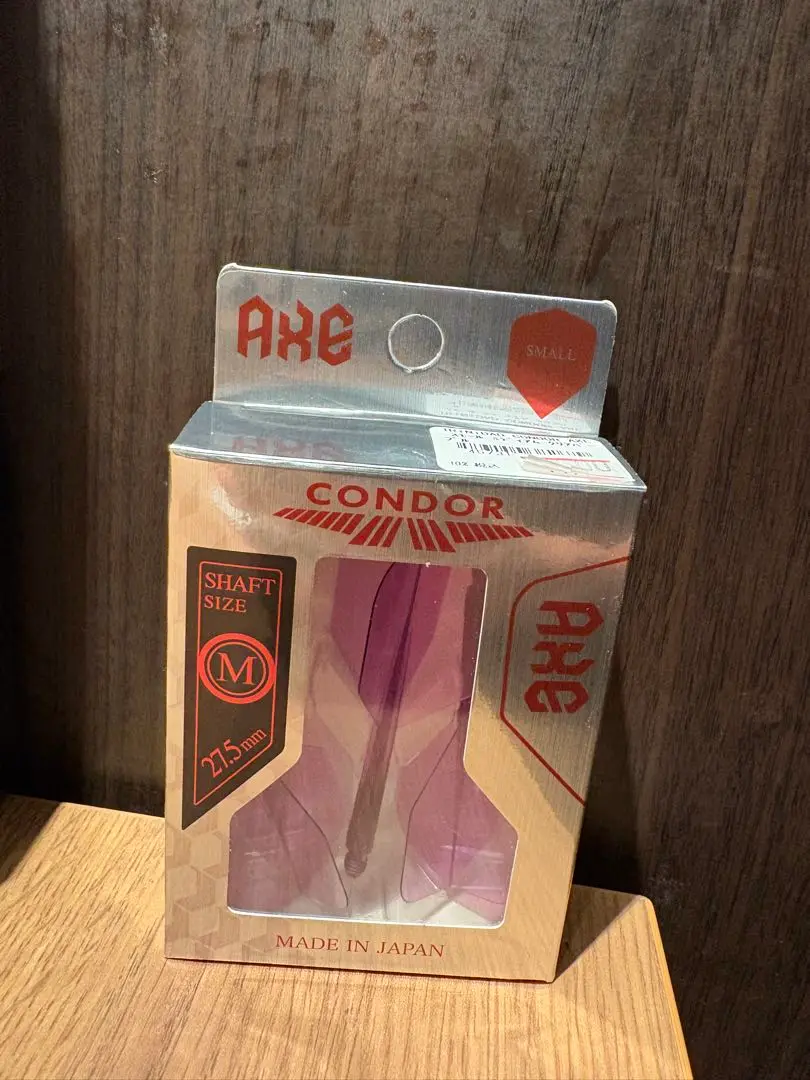 AXE
SMALL
CONDOR
SHAFT
SIZE
M
27.5mm
AXE
MADE IN JAPAN